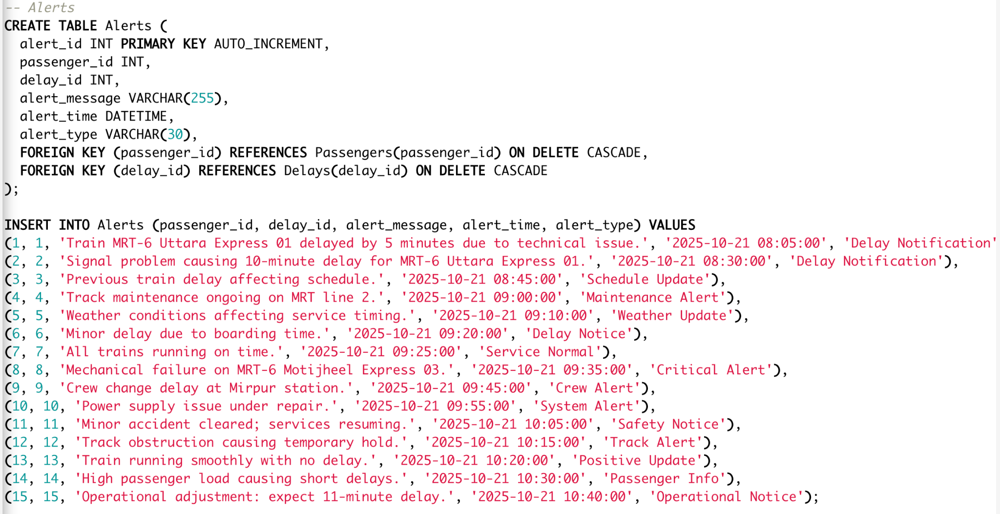 -- Alerts
CREATE TABLE Alerts (
  alert_id INT PRIMARY KEY AUTO_INCREMENT,
  passenger_id INT,
  delay_id INT,
  alert_message VARCHAR(255),
  alert_time DATETIME,
  alert_type VARCHAR(30),
  FOREIGN KEY (passenger_id) REFERENCES Passengers(passenger_id) ON DELETE CASCADE,
  FOREIGN KEY (delay_id) REFERENCES Delays(delay_id) ON DELETE CASCADE
);

INSERT INTO Alerts (passenger_id, delay_id, alert_message, alert_time, alert_type) VALUES
(1, 1, 'Train MRT-6 Uttara Express 01 delayed by 5 minutes due to technical issue.', '2025-10-21 08:05:00', 'Delay Notification'
(2, 2, 'Signal problem causing 10-minute delay for MRT-6 Uttara Express 01.', '2025-10-21 08:30:00', 'Delay Notification'),
(3, 3, 'Previous train delay affecting schedule.', '2025-10-21 08:45:00', 'Schedule Update'),
(4, 4, 'Track maintenance ongoing on MRT line 2.', '2025-10-21 09:00:00', 'Maintenance Alert'),
(5, 5, 'Weather conditions affecting service timing.', '2025-10-21 09:10:00', 'Weather Update'),
(6, 6, 'Minor delay due to boarding time.', '2025-10-21 09:20:00', 'Delay Notice'),
(7, 7, 'All trains running on time.', '2025-10-21 09:25:00', 'Service Normal'),
(8, 8, 'Mechanical failure on MRT-6 Motijheel Express 03.', '2025-10-21 09:35:00', 'Critical Alert'),
(9, 9, 'Crew change delay at Mirpur station.', '2025-10-21 09:45:00', 'Crew Alert'),
(10, 10, 'Power supply issue under repair.', '2025-10-21 09:55:00', 'System Alert'),
(11, 11, 'Minor accident cleared; services resuming.', '2025-10-21 10:05:00', 'Safety Notice'),
(12, 12, 'Track obstruction causing temporary hold.', '2025-10-21 10:15:00', 'Track Alert'),
(13, 13, 'Train running smoothly with no delay.', '2025-10-21 10:20:00', 'Positive Update'),
(14, 14, 'High passenger load causing short delays.', '2025-10-21 10:30:00', 'Passenger Info'),
(15, 15, 'Operational adjustment: expect 11-minute delay.', '2025-10-21 10:40:00', 'Operational Notice');